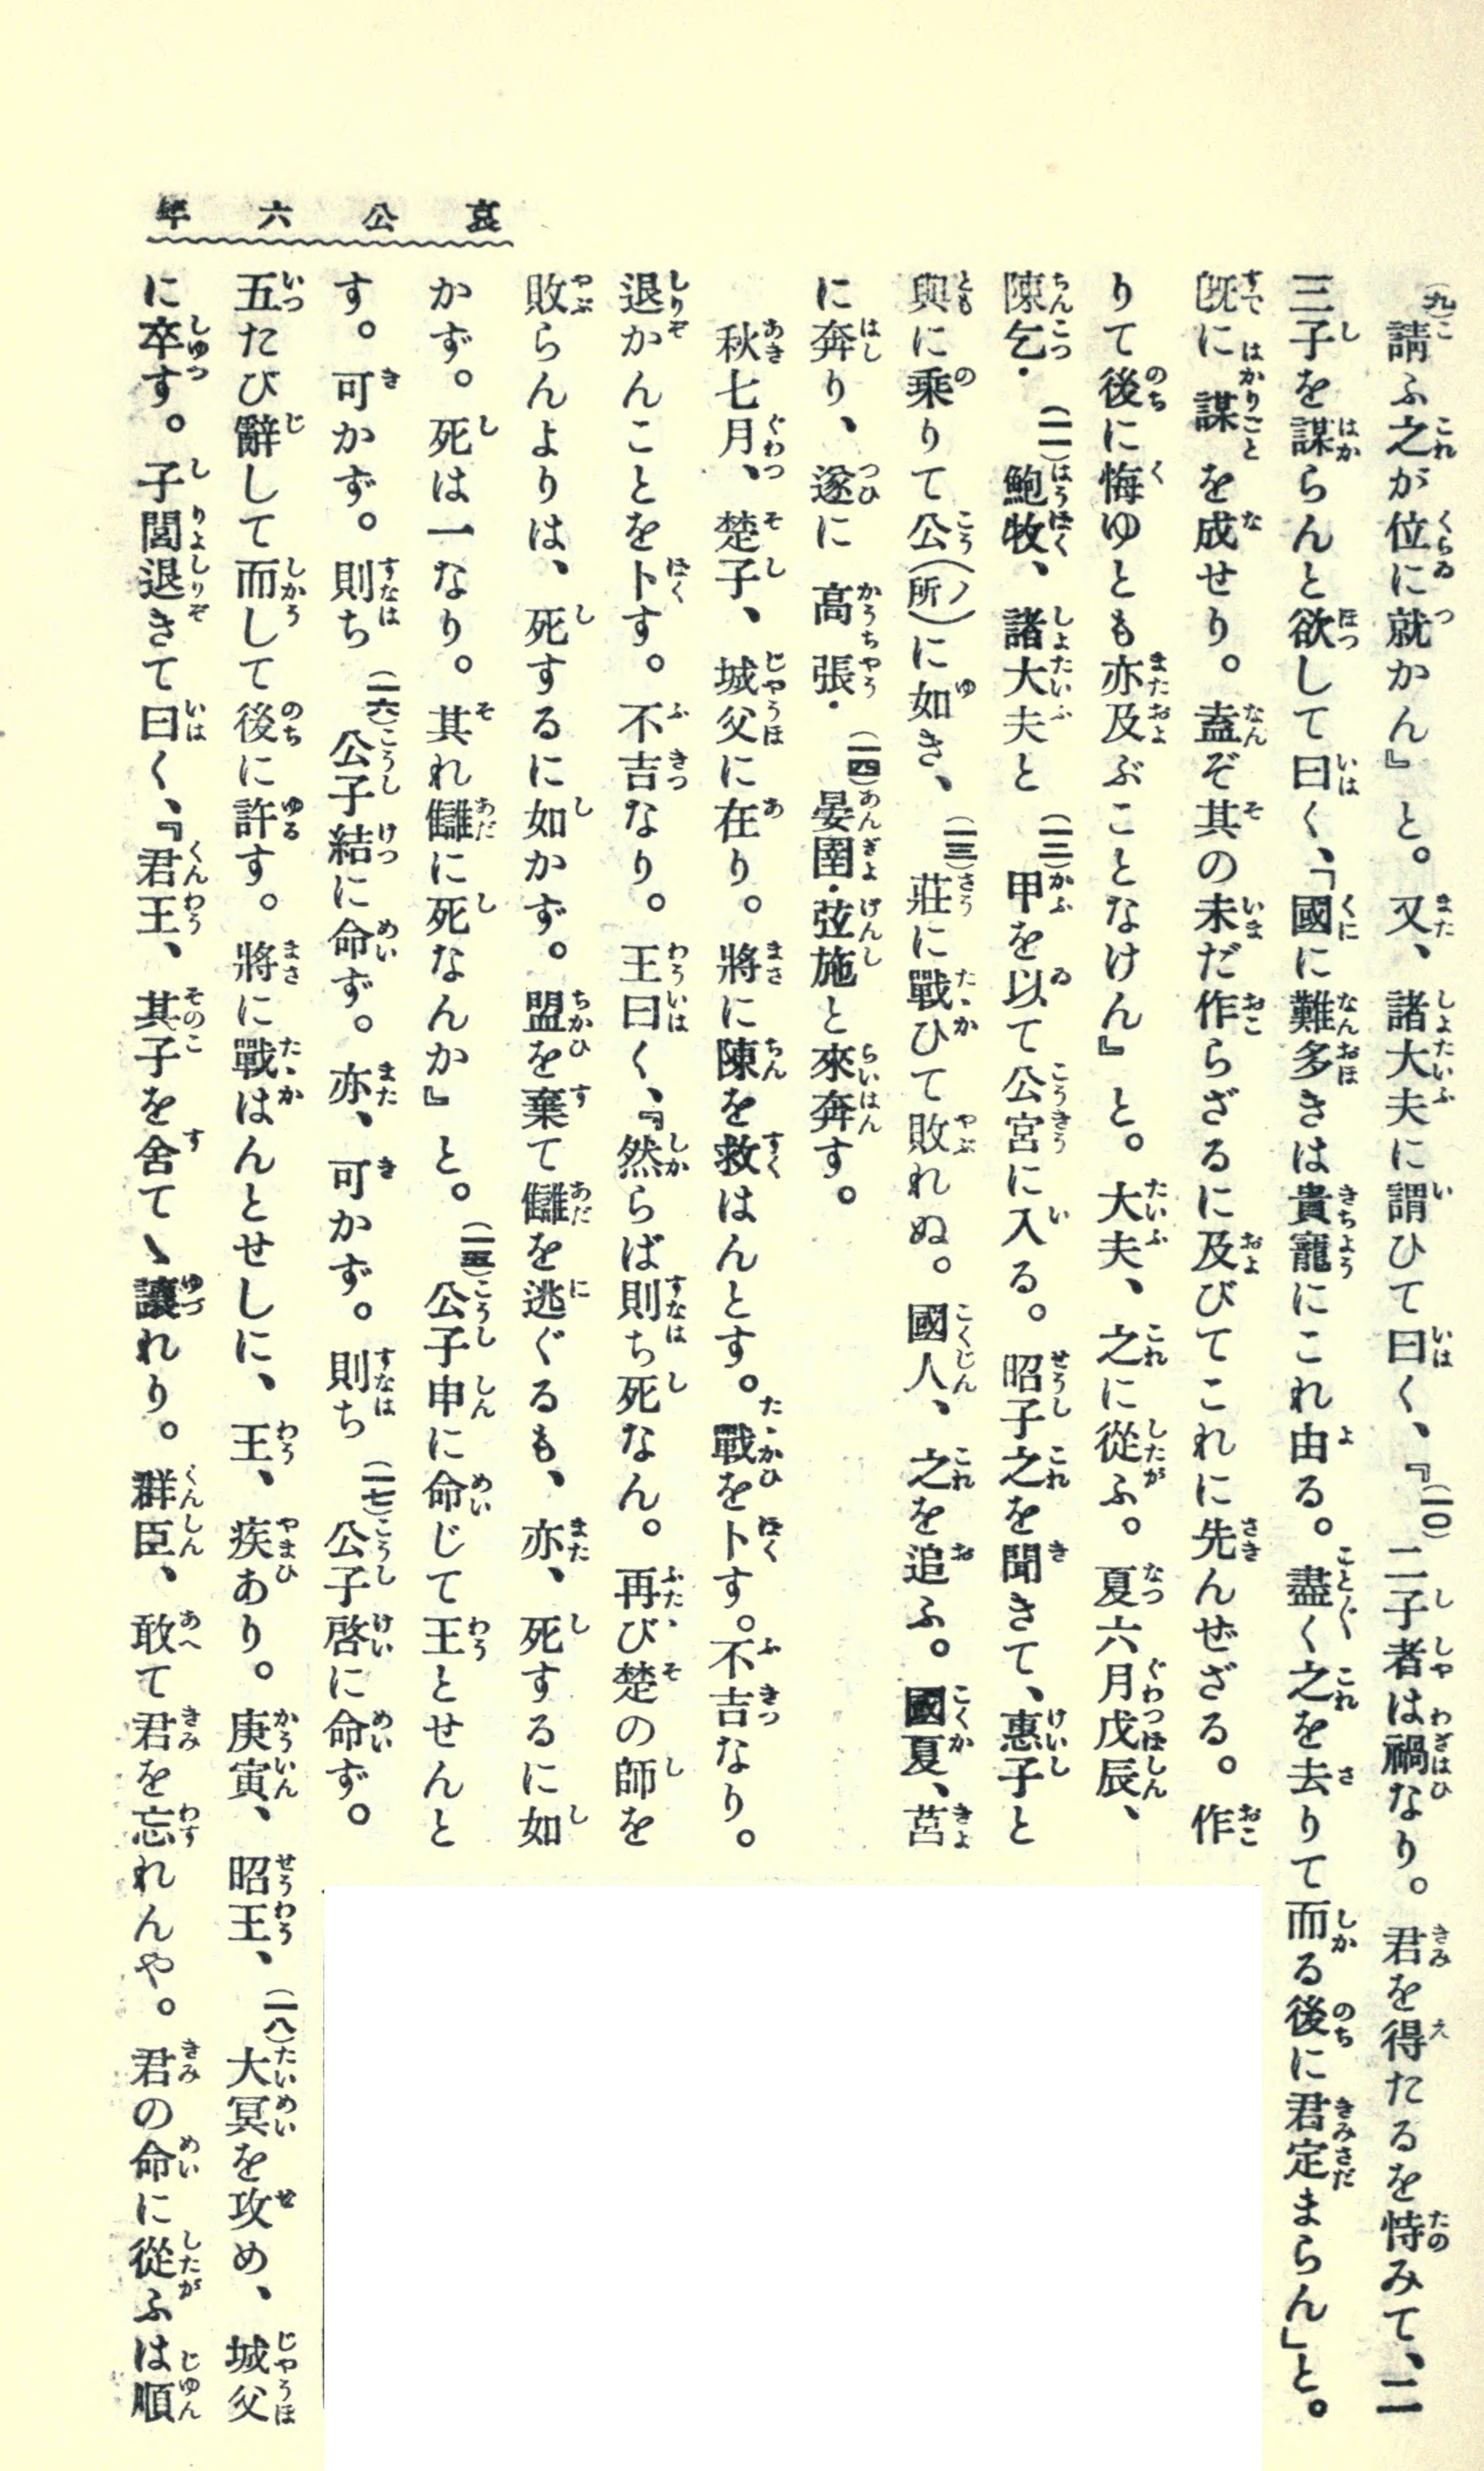 哀公六年
(九)請ふ之が位に就かん』と。又、諸大夫に謂ひて曰く、『(一〇)二子者は禍なり。君を得たるを恃みて、二
三子を謀らんと欲して曰く、「國に難多きは貴寵にこれ由る。盡く之を去りて而る後に君定まらん」と。
既に謀を成せり。盍ぞ其の未だ作らざるに及びてこれに先んぜざる。作
りて後に悔ゆとも亦及ぶことなけん』と。大夫、之に從ふ。夏六月戊辰、
陳乞・(一一)鮑牧、諸大夫と(一二)甲を以て公宮に入る。昭子之を聞きて、惠子と
與に乘りて公(ノ所)に如き、(一三)莊に戰ひて敗れぬ。國人、之を追ふ。國夏、莒
に奔り、遂に高張・(一四)晏圉・弦施と來奔す。
秋七月、楚子、城父に在り。將に陳を救はんとす。戰を卜す。不吉なり。
退かんことを卜す。不吉なり。王曰く、『然らば則ち死なん。再び楚の師を
敗らんよりは、死するに如かず。盟を棄て讎を逃ぐるも、亦、死するに如
かず。死は一なり。其れ讎に死なんか』と。(一五)公子申に命じて王とせんと
す。可かず。則ち(一六)公子結に命ず。亦、可かず。則ち(一七)公子啓に命ず。
五たび辭して而して後に許す。將に戰はんとせしに、王、疾あり。庚寅、昭王、(一八)大冥を攻め、城父
に卒す。子閭退きて曰く、『君王、其子を舍てゝ讓れり。群臣、敢て君を忘れんや。君の命に從ふは順